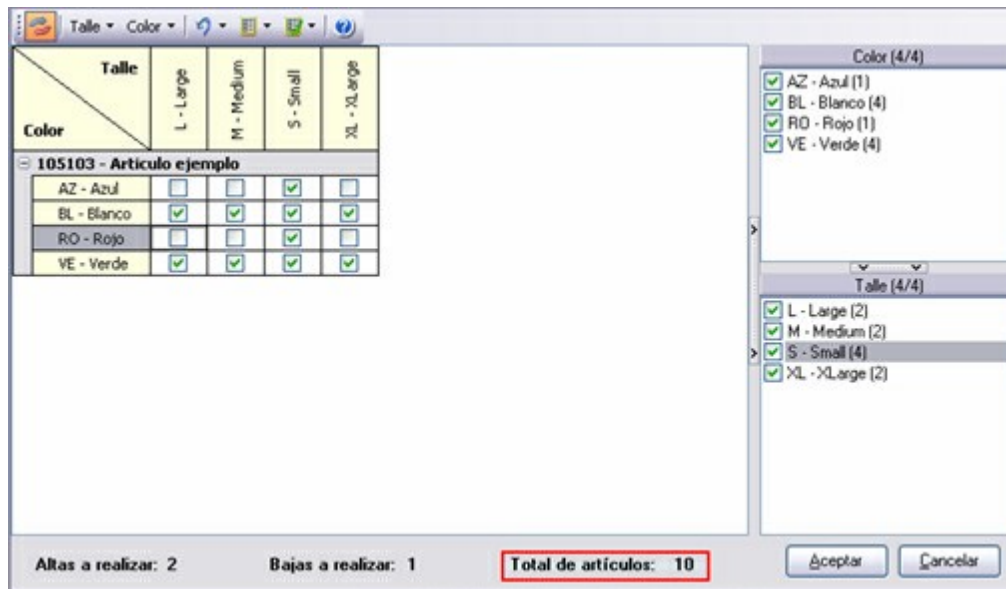 Talle Color
Talle
Color
L - Large
M - Medium
S - Small
XL - XLarge
105103 - Articulo ejemplo
AZ - Azul
BL - Blanco
RO - Rojo
VE - Verde
Color (4/4)
AZ - Azul (1)
BL - Blanco (4)
RO - Rojo (1)
VE - Verde (4)
Talle (4/4)
L - Large (2)
M - Medium (2)
S - Small (4)
XL - XLarge (2)
Altas a realizar: 2 Bajas a realizar: 1 Total de artículos: 10 Aceptar Cancelar